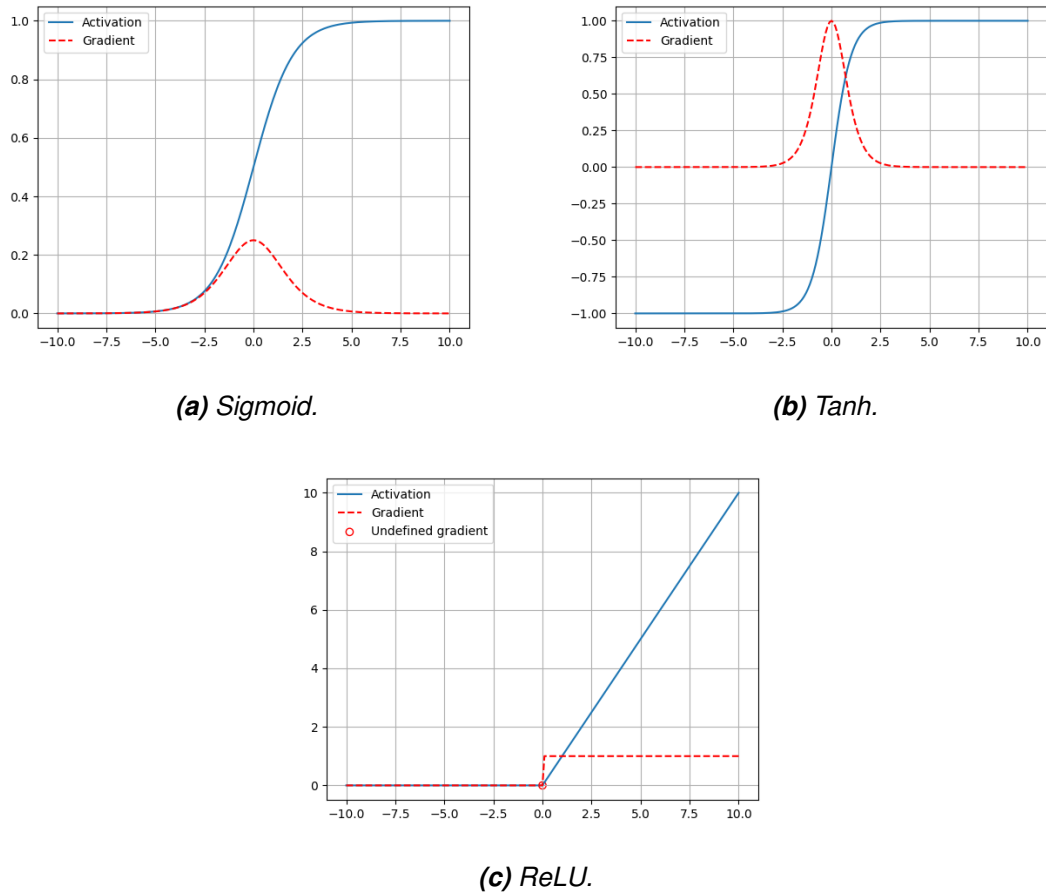 Activation
Gradient
1.0
0.8
0.6
0.4
0.2
0.0
−10.0 −7.5 −5.0 −2.5 0.0 2.5 5.0 7.5 10.0
(a) Sigmoid.
Activation
Gradient
1.00
0.75
0.50
0.25
0.00
−0.25
−0.50
−0.75
−1.00
−10.0 −7.5 −5.0 −2.5 0.0 2.5 5.0 7.5 10.0
(b) Tanh.
Activation
Gradient
Undefined gradient
10
8
6
4
2
0
−10.0 −7.5 −5.0 −2.5 0.0 2.5 5.0 7.5 10.0
(c) ReLU.